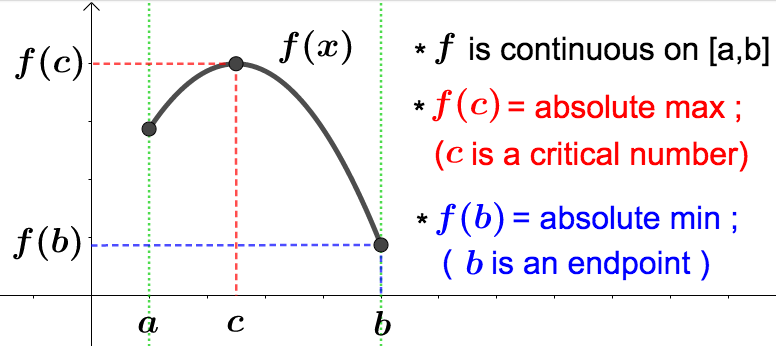 f(c)
f(x)
f(b)
a
c
b
* f is continuous on [a,b]
* f(c) = absolute max ;
(c is a critical number)
* f(b) = absolute min ;
( b is an endpoint )